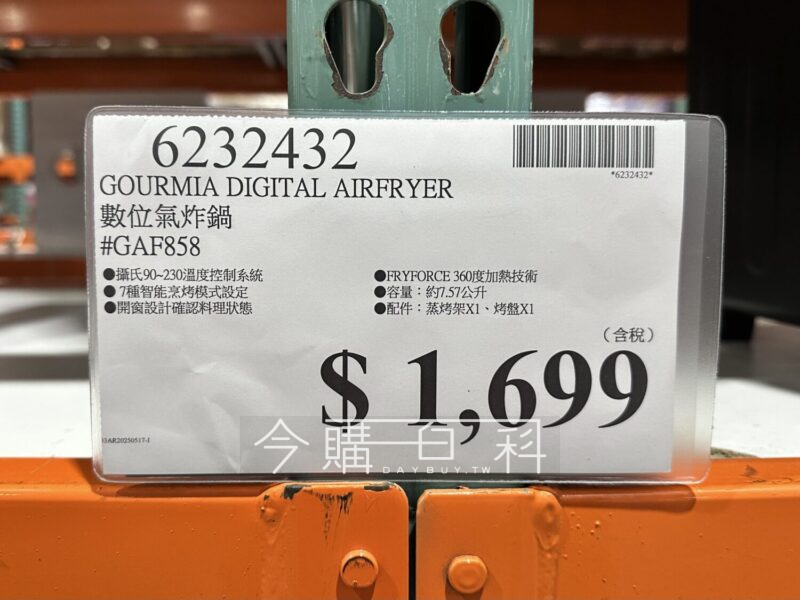 6232432
*6232432*
GOURMIA DIGITAL AIRFRYER
數位氣炸鍋
#GAF858
●攝氏90~230溫度控制系統
●7種智能烹烤模式設定
●開窗設計確認料理狀態
●FRYFORCE 360度加熱技術
●容量：約7.57公升
●配件：蒸烤架X1、烤盤X1
（含稅）
$ 1,699
今購百科
DAYBUY.TW